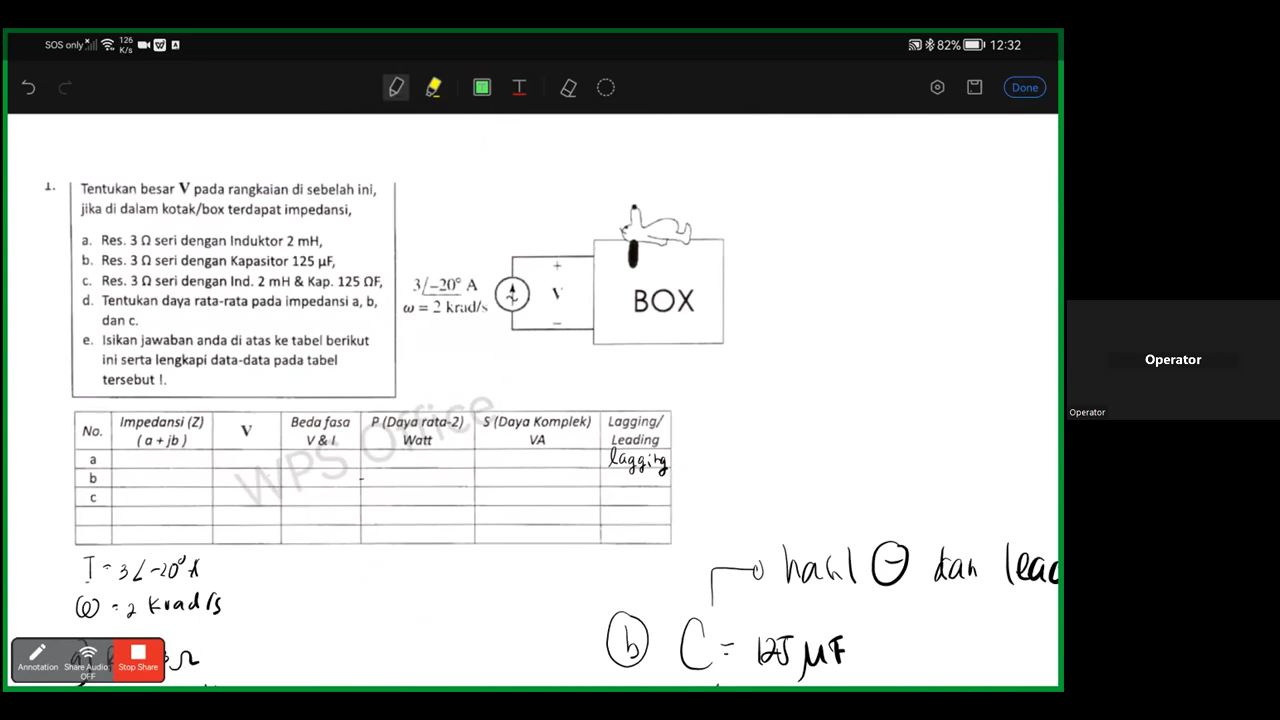 SOS only 126 K/s 82% 12:32
Done
1.
Tentukan besar V pada rangkaian di sebelah ini,
jika di dalam kotak/box terdapat impedansi,
a. Res. 3 Ω seri dengan Induktor 2 mH,
b. Res. 3 Ω seri dengan Kapasitor 125 µF,
c. Res. 3 Ω seri dengan Ind. 2 mH & Kap. 125 ΩF,
d. Tentukan daya rata-rata pada impedansi a, b,
dan c.
e. Isikan jawaban anda di atas ke tabel berikut
ini serta lengkapi data-data pada tabel
tersebut !.
3/−20° A
ω = 2 krad/s
+
V
−
BOX
No. Impedansi (Z) ( a + jb ) V Beda fasa V & I P (Daya rata-2) Watt S (Daya Komplek) VA Lagging/ Leading
a lagging
b
c
WPS Office
I = 3∠-20° A
ω = 2 krad/s
Ω
hasil θ dan lead
b C = 125 µF
Annotation Share Audio: OFF Stop Share
Operator
Operator